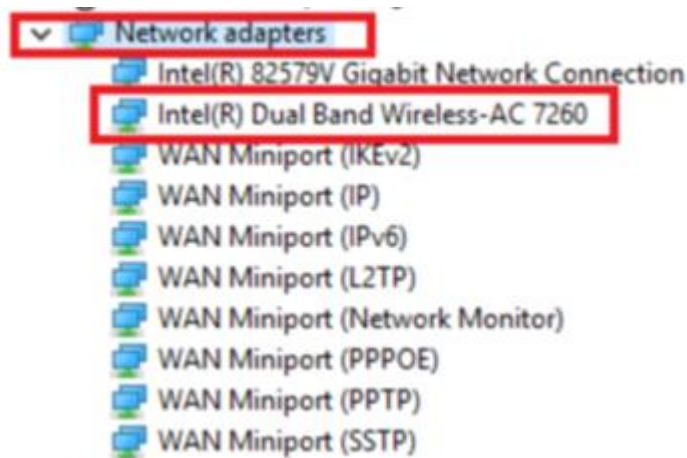 Network adapters
Intel(R) 82579V Gigabit Network Connection
Intel(R) Dual Band Wireless-AC 7260
WAN Miniport (IKEv2)
WAN Miniport (IP)
WAN Miniport (IPv6)
WAN Miniport (L2TP)
WAN Miniport (Network Monitor)
WAN Miniport (PPPOE)
WAN Miniport (PPTP)
WAN Miniport (SSTP)